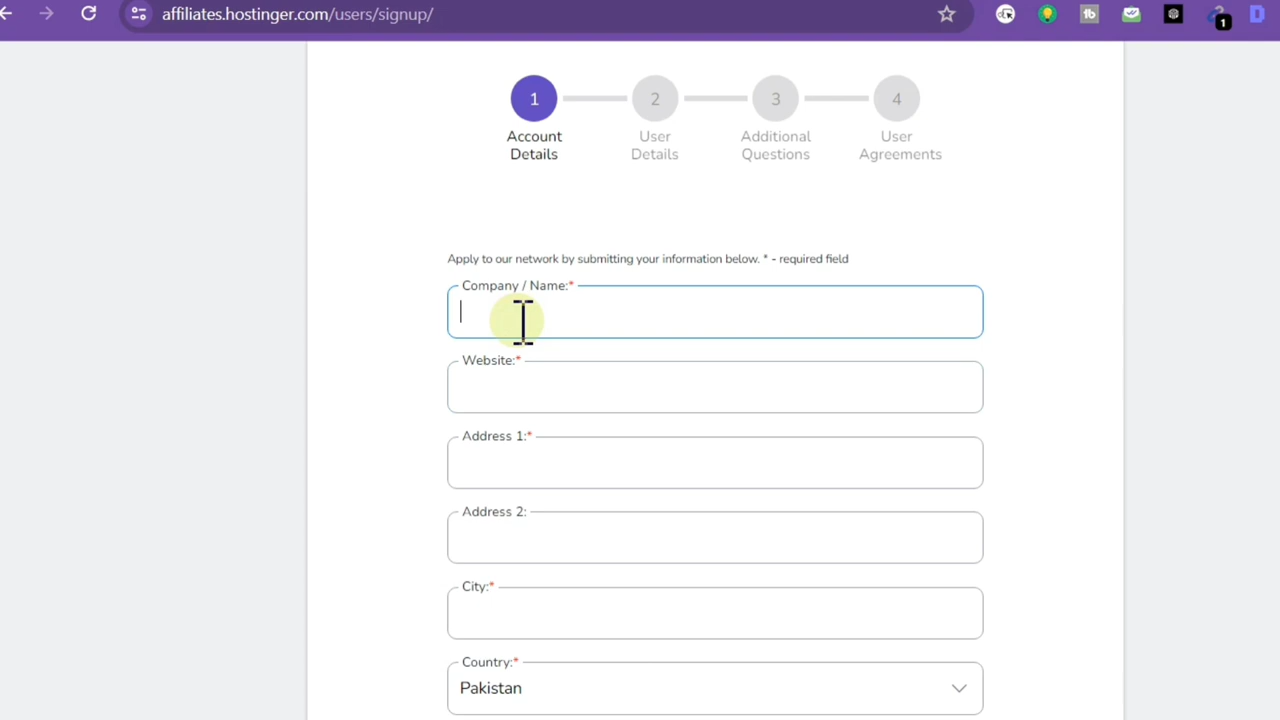 affiliates.hostinger.com/users/signup/
1
1
2
3
4
Account
Details
User
Details
Additional
Questions
User
Agreements
Apply to our network by submitting your information below. * - required field
Company / Name:*
Website:*
Address 1:*
Address 2:
City:*
Country:*
Pakistan